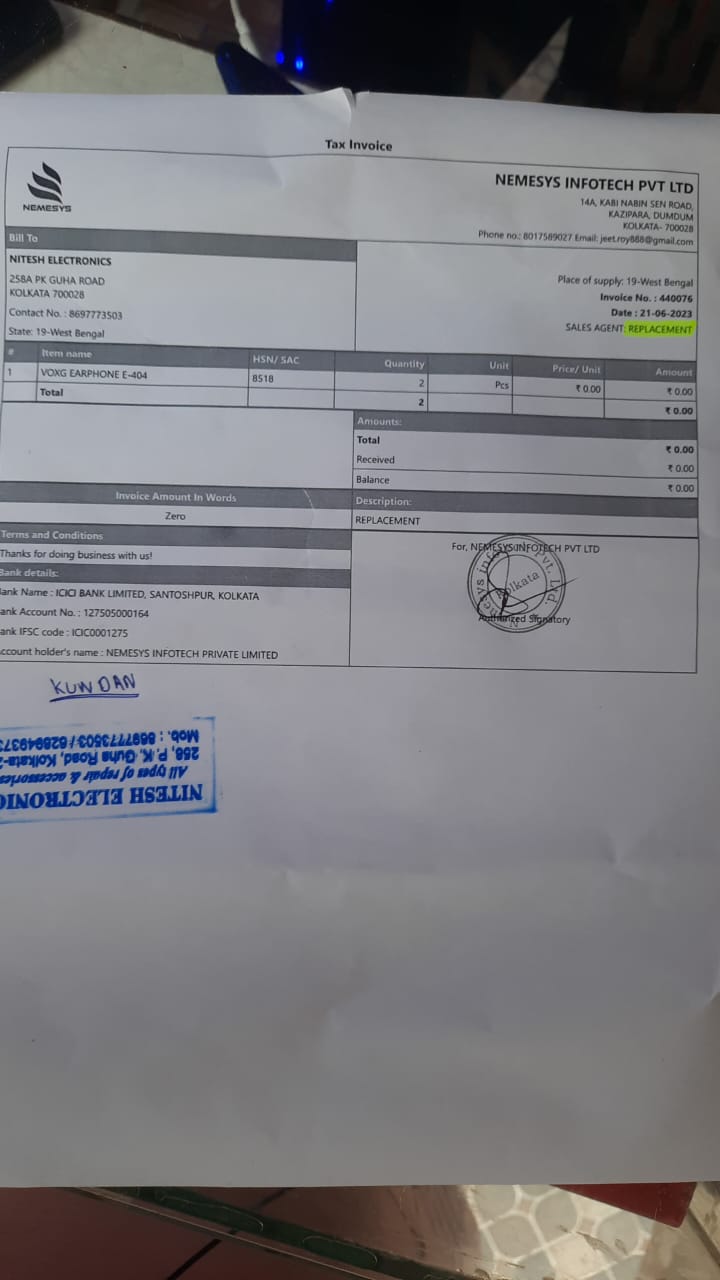 Tax Invoice
NEMESYS
NEMESYS INFOTECH PVT LTD
14A, KABI NABIN SEN ROAD,
KAZIPARA, DUMDUM
KOLKATA- 700028
Phone no.: 8017589027 Email: jeet.roy888@gmail.com
Bill To
NITESH ELECTRONICS
258A PK GUHA ROAD
KOLKATA 700028
Contact No. : 8697773503
State: 19-West Bengal
Place of supply: 19-West Bengal
Invoice No. : 440076
Date : 21-06-2023
SALES AGENT: REPLACEMENT
# Item name HSN/ SAC Quantity Unit Price/ Unit Amount
1 VOXG EARPHONE E-404 8518 2 Pcs ₹ 0.00 ₹ 0.00
Total 2 ₹ 0.00
Amounts:
Total ₹ 0.00
Received ₹ 0.00
Balance ₹ 0.00
Invoice Amount In Words
Zero
Description:
REPLACEMENT
Terms and Conditions
Thanks for doing business with us!
Bank details:
ank Name : ICICI BANK LIMITED, SANTOSHPUR, KOLKATA
ank Account No. : 127505000164
ank IFSC code : ICIC0001275
ccount holder's name : NEMESYS INFOTECH PRIVATE LIMITED
For, NEMESYS INFOTECH PVT LTD
Nemesys Infotech Pvt. Ltd.
Kolkata
Authorized Signatory
KUNDAN
NITESH ELECTRONIC
All types of repair & accessories
258, P. K. Guha Road, Kolkata-2
Mob. : 8697773503 /